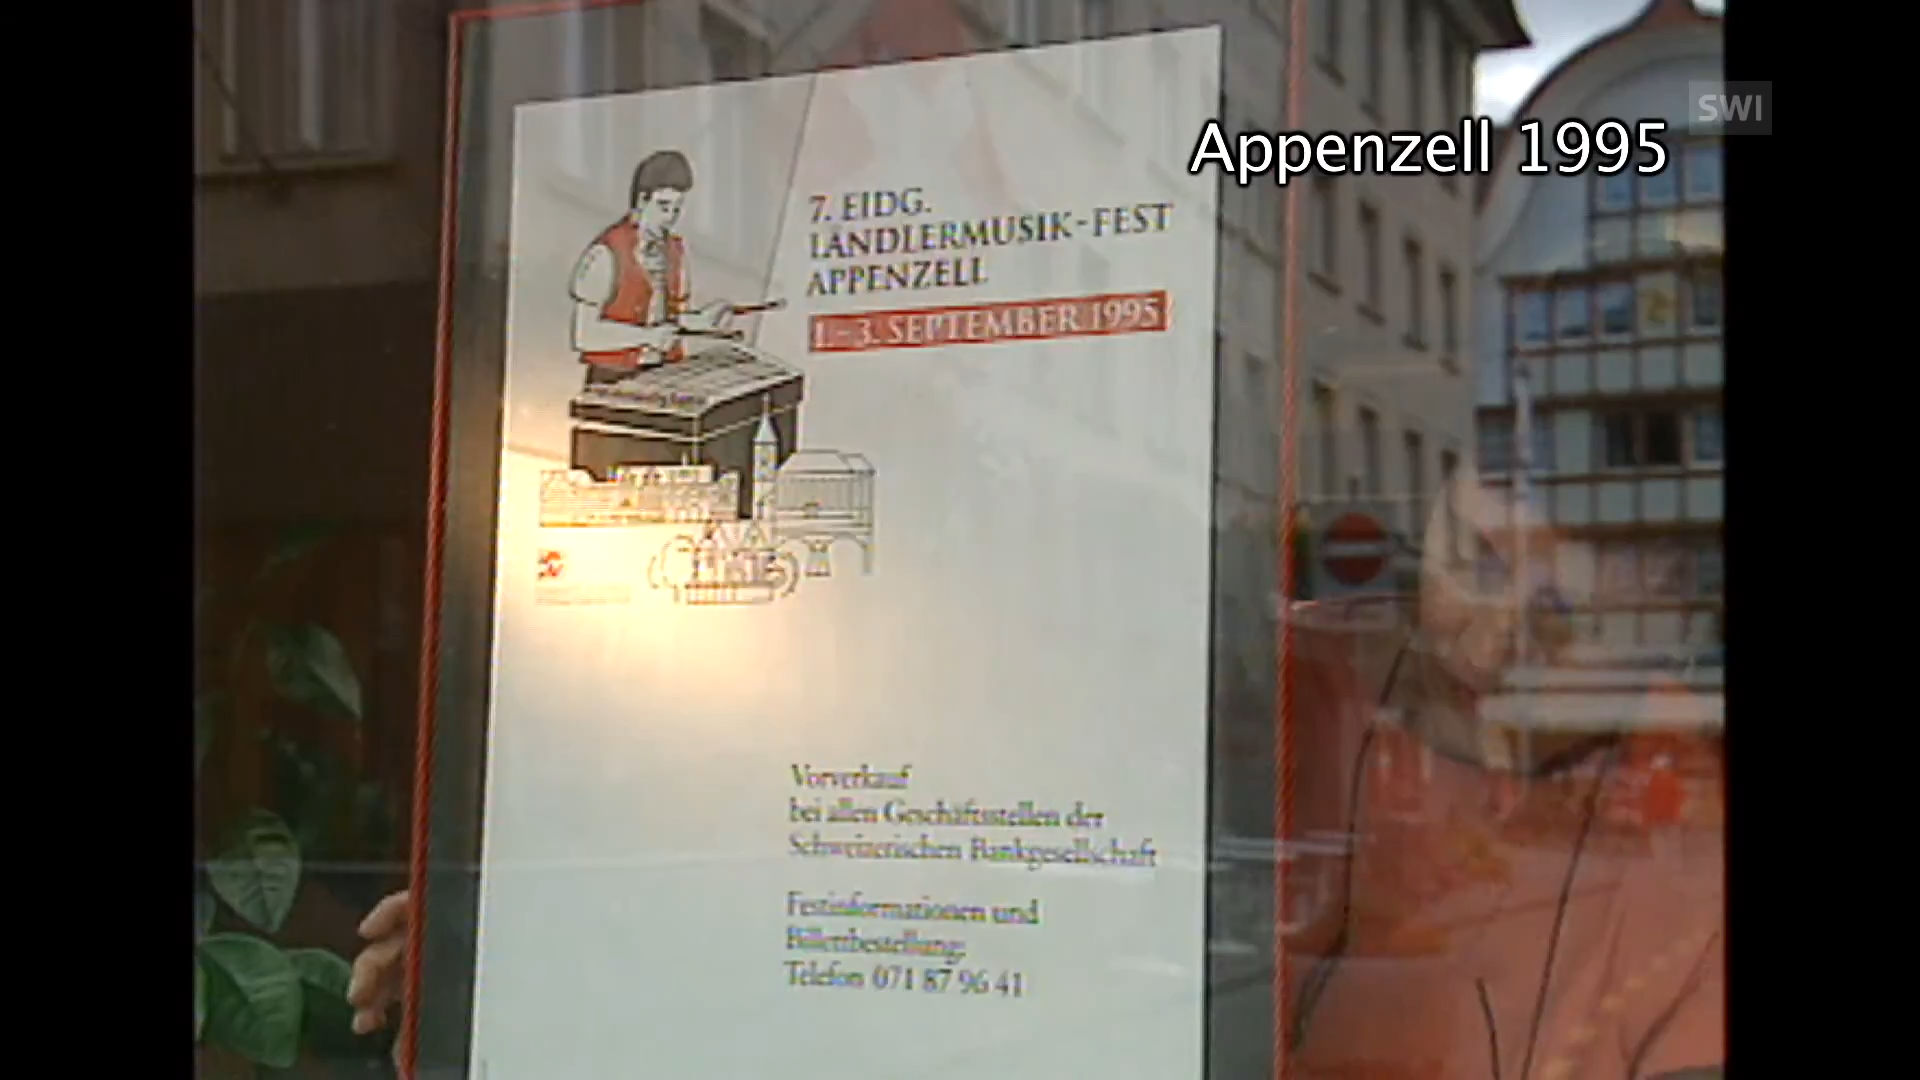 SWI
Appenzell 1995
7. EIDG.
LÄNDLERMUSIK-FEST
APPENZELL
1.-3. SEPTEMBER 1995
Vorverkauf
bei allen Geschäftsstellen der
Schweizerischen Bankgesellschaft
Festinformationen und
Billettbestellung:
Telefon 071 87 96 41